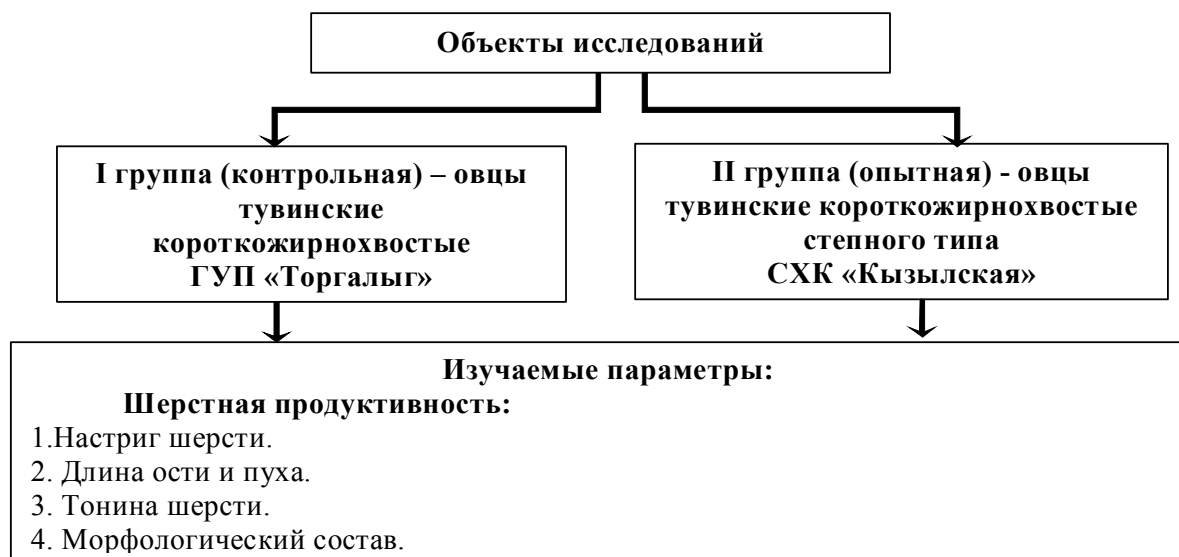 Объекты исследований
I группа (контрольная) – овцы
тувинские
короткожирнохвостые
ГУП «Торгалыг»
II группа (опытная) - овцы
тувинские короткожирнохвостые
степного типа
СХК «Кызылская»
Изучаемые параметры:
Шерстная продуктивность:
1.Настриг шерсти.
2. Длина ости и пуха.
3. Тонина шерсти.
4. Морфологический состав.